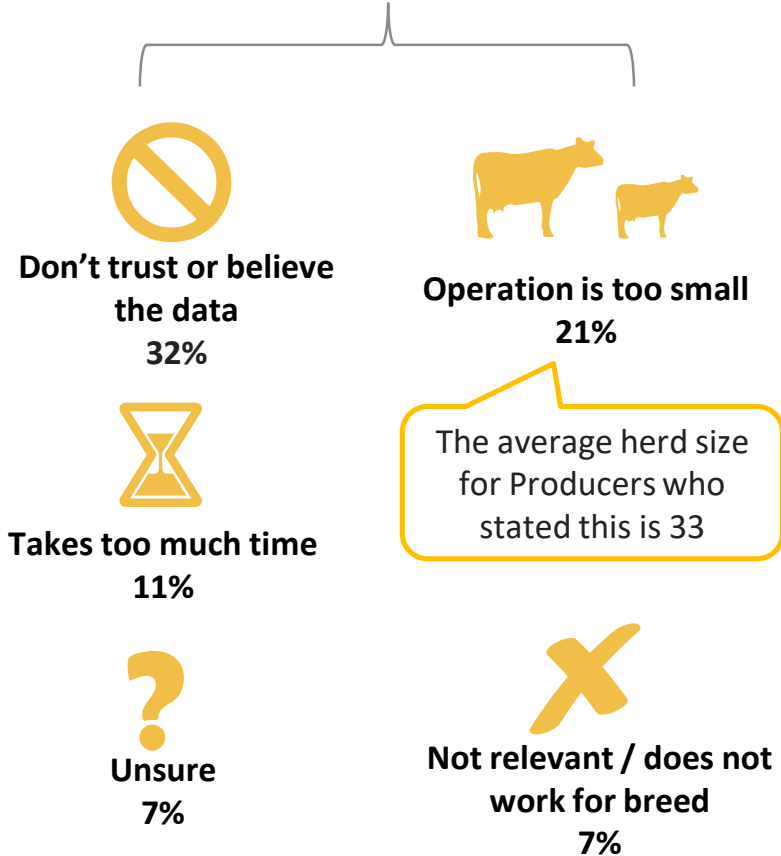 Don’t trust or believe
the data
32%
Operation is too small
21%
The average herd size
for Producers who
stated this is 33
Takes too much time
11%
?
Unsure
7%
Not relevant / does not
work for breed
7%